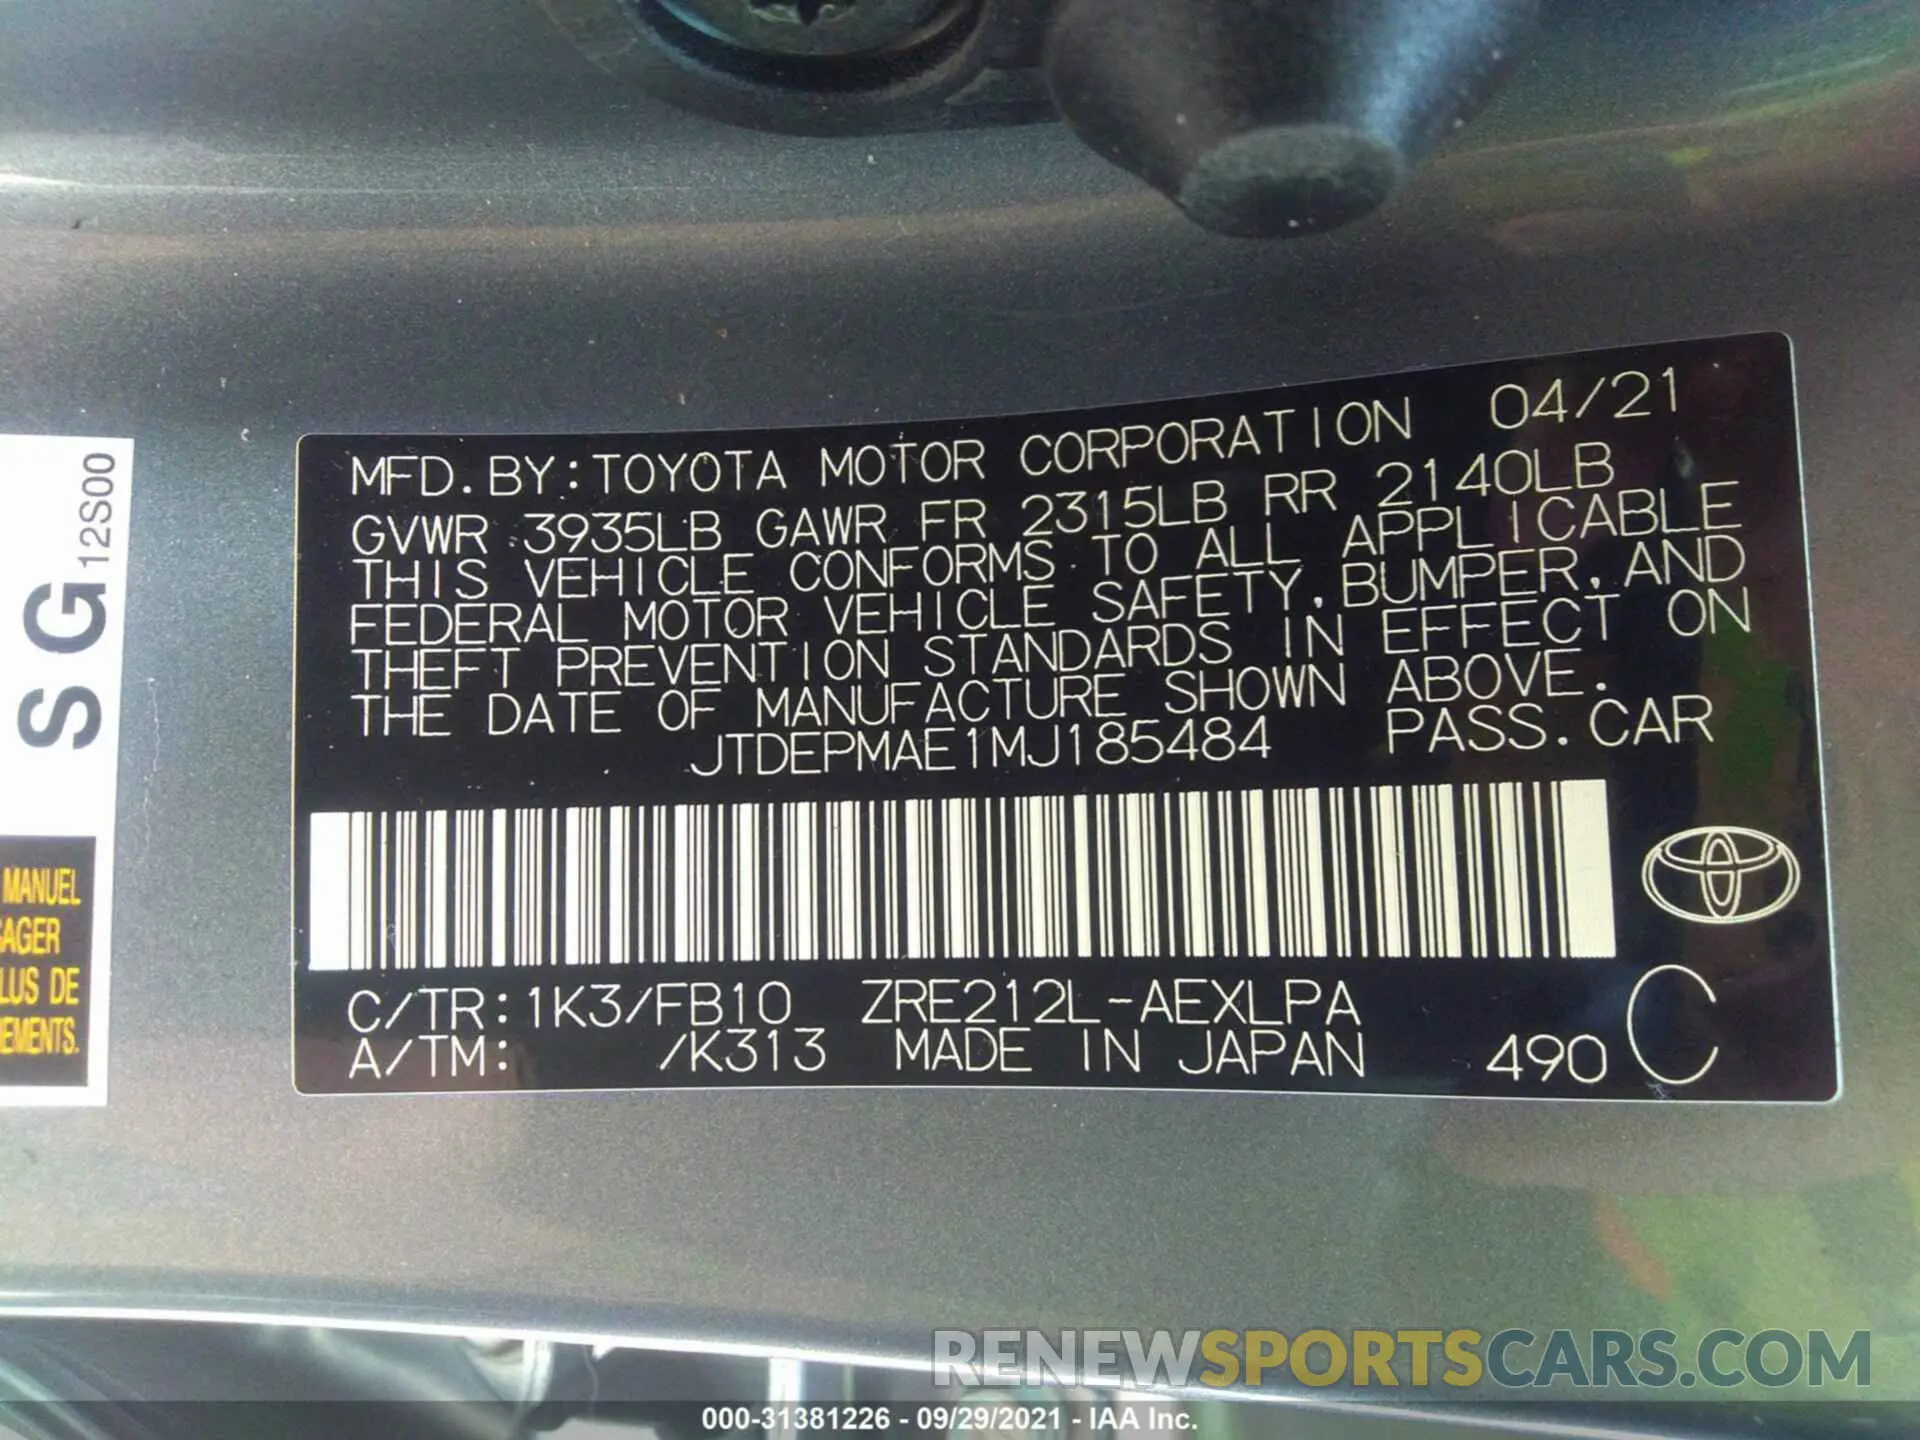 MFD. BY: TOYOTA MOTOR CORPORATION 04/21
GVWR 3935LB GAWR FR 2315LB RR 2140LB
THIS VEHICLE CONFORMS TO ALL APPLICABLE
FEDERAL MOTOR VEHICLE SAFETY, BUMPER, AND
THEFT PREVENTION STANDARDS IN EFFECT ON
THE DATE OF MANUFACTURE SHOWN ABOVE.
JTDEPMAE1MJ185484 PASS. CAR
C/TR: 1K3/FB10 ZRE212L-AEXLPA
A/TM: /K313 MADE IN JAPAN 490 C
SG 12S00
MANUEL
LUS DE
RENEWSPORTSCARS.COM
000-31381226 - 09/29/2021 - IAA Inc.